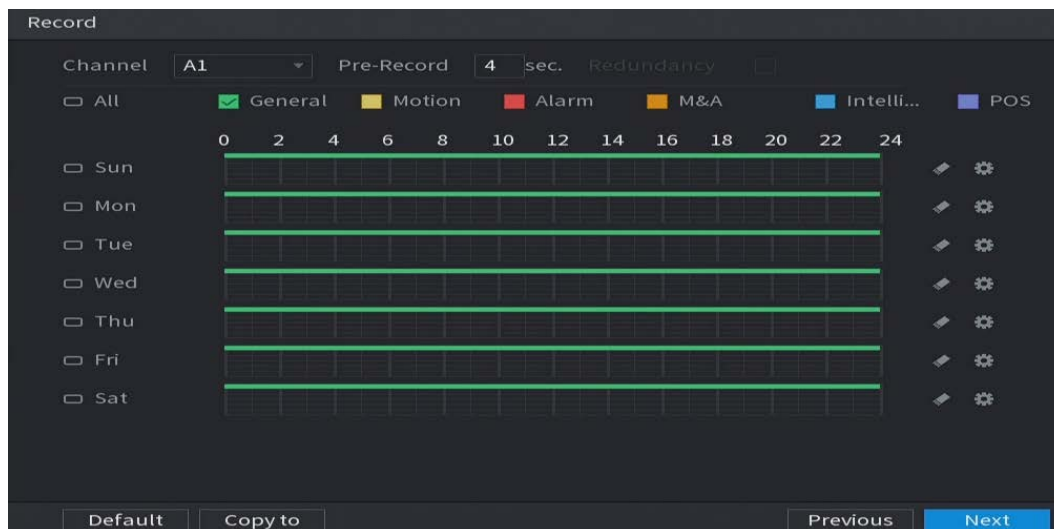 Record
Channel A1 Pre-Record 4 sec. Redundancy
All General Motion Alarm M&A Intelli... POS
0 2 4 6 8 10 12 14 16 18 20 22 24
Sun
Mon
Tue
Wed
Thu
Fri
Sat
Default Copy to Previous Next